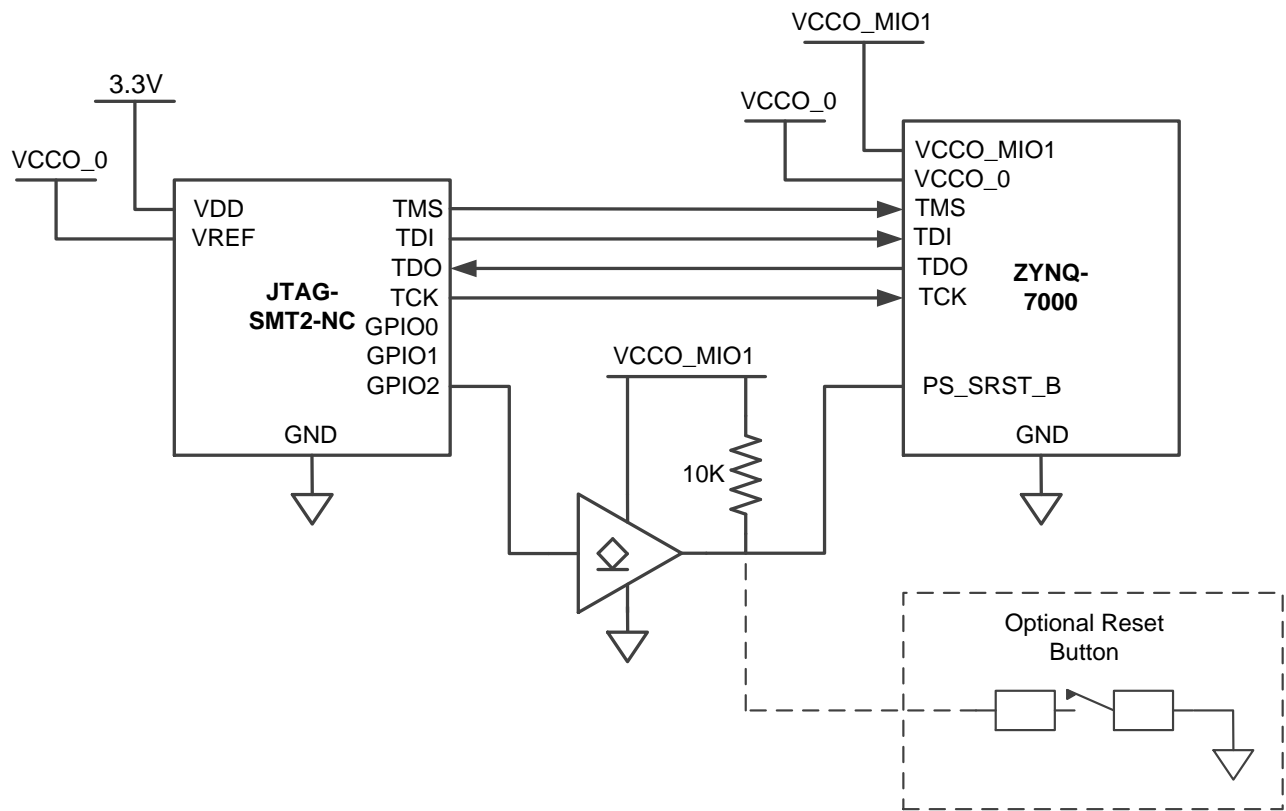 VCCO_MIO1
3.3V
VCCO_0
VCCO_0
VCCO_MIO1
VCCO_0
VDD
VREF
TMS
TDI
TDO
TCK
GPIO0
GPIO1
GPIO2
JTAG-
SMT2-NC
GND
TMS
TDI
TDO
TCK
ZYNQ-
7000
PS_SRST_B
GND
VCCO_MIO1
10K
Optional Reset
Button